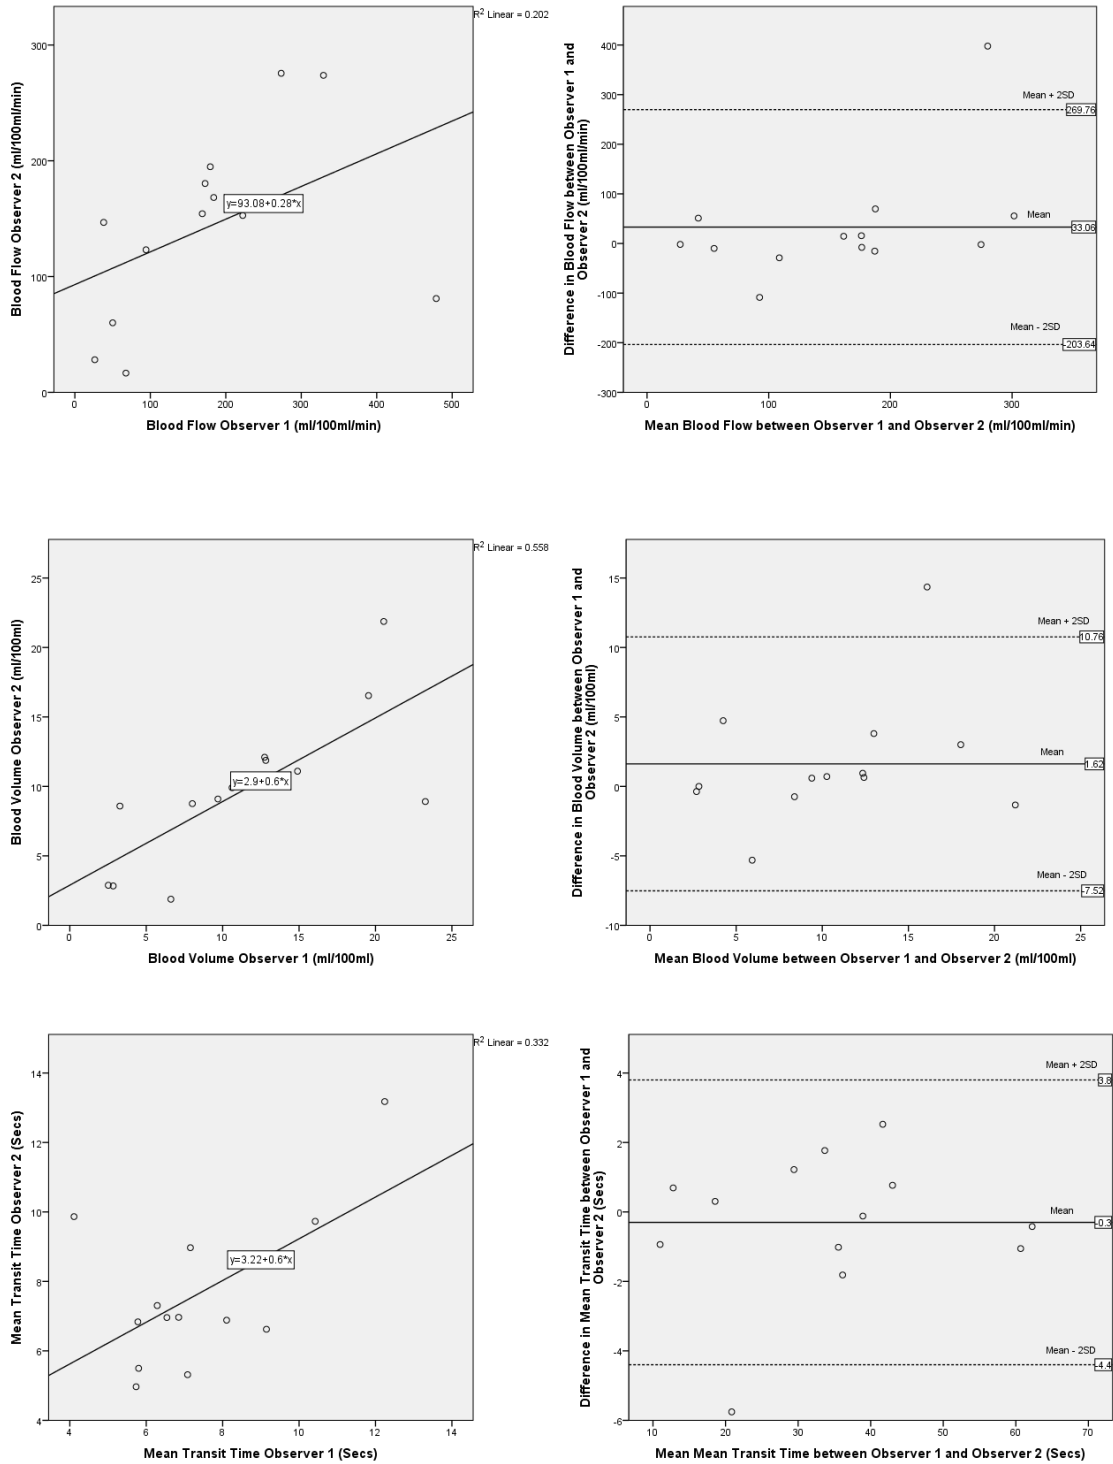 R² Linear = 0.202
Blood Flow Observer 2 (ml/100ml/min)
300
200
100
0
y=93.08+0.28*x
0 100 200 300 400 500
Blood Flow Observer 1 (ml/100ml/min)
Difference in Blood Flow between Observer 1 and
Observer 2 (ml/100ml/min)
400
300
200
100
0
-100
-200
-300
Mean + 2SD
269.76
Mean
33.06
Mean - 2SD
-203.64
0 100 200 300
Mean Blood Flow between Observer 1 and Observer 2 (ml/100ml/min)
R² Linear = 0.558
Blood Volume Observer 2 (ml/100ml)
25
20
15
10
5
0
y=2.9+0.6*x
0 5 10 15 20 25
Blood Volume Observer 1 (ml/100ml)
Difference in Blood Volume between Observer 1 and
Observer 2 (ml/100ml)
15
10
5
0
-5
-10
Mean + 2SD
10.76
Mean
1.62
Mean - 2SD
-7.52
0 5 10 15 20 25
Mean Blood Volume between Observer 1 and Observer 2 (ml/100ml)
R² Linear = 0.332
Mean Transit Time Observer 2 (Secs)
14
12
10
8
6
4
y=3.22+0.6*x
4 6 8 10 12 14
Mean Transit Time Observer 1 (Secs)
Difference in Mean Transit Time between Observer 1 and
Observer 2 (Secs)
4
2
0
-2
-4
-6
Mean + 2SD
3.8
Mean
-0.3
Mean - 2SD
-4.4
10 20 30 40 50 60 70
Mean Mean Transit Time between Observer 1 and Observer 2 (Secs)